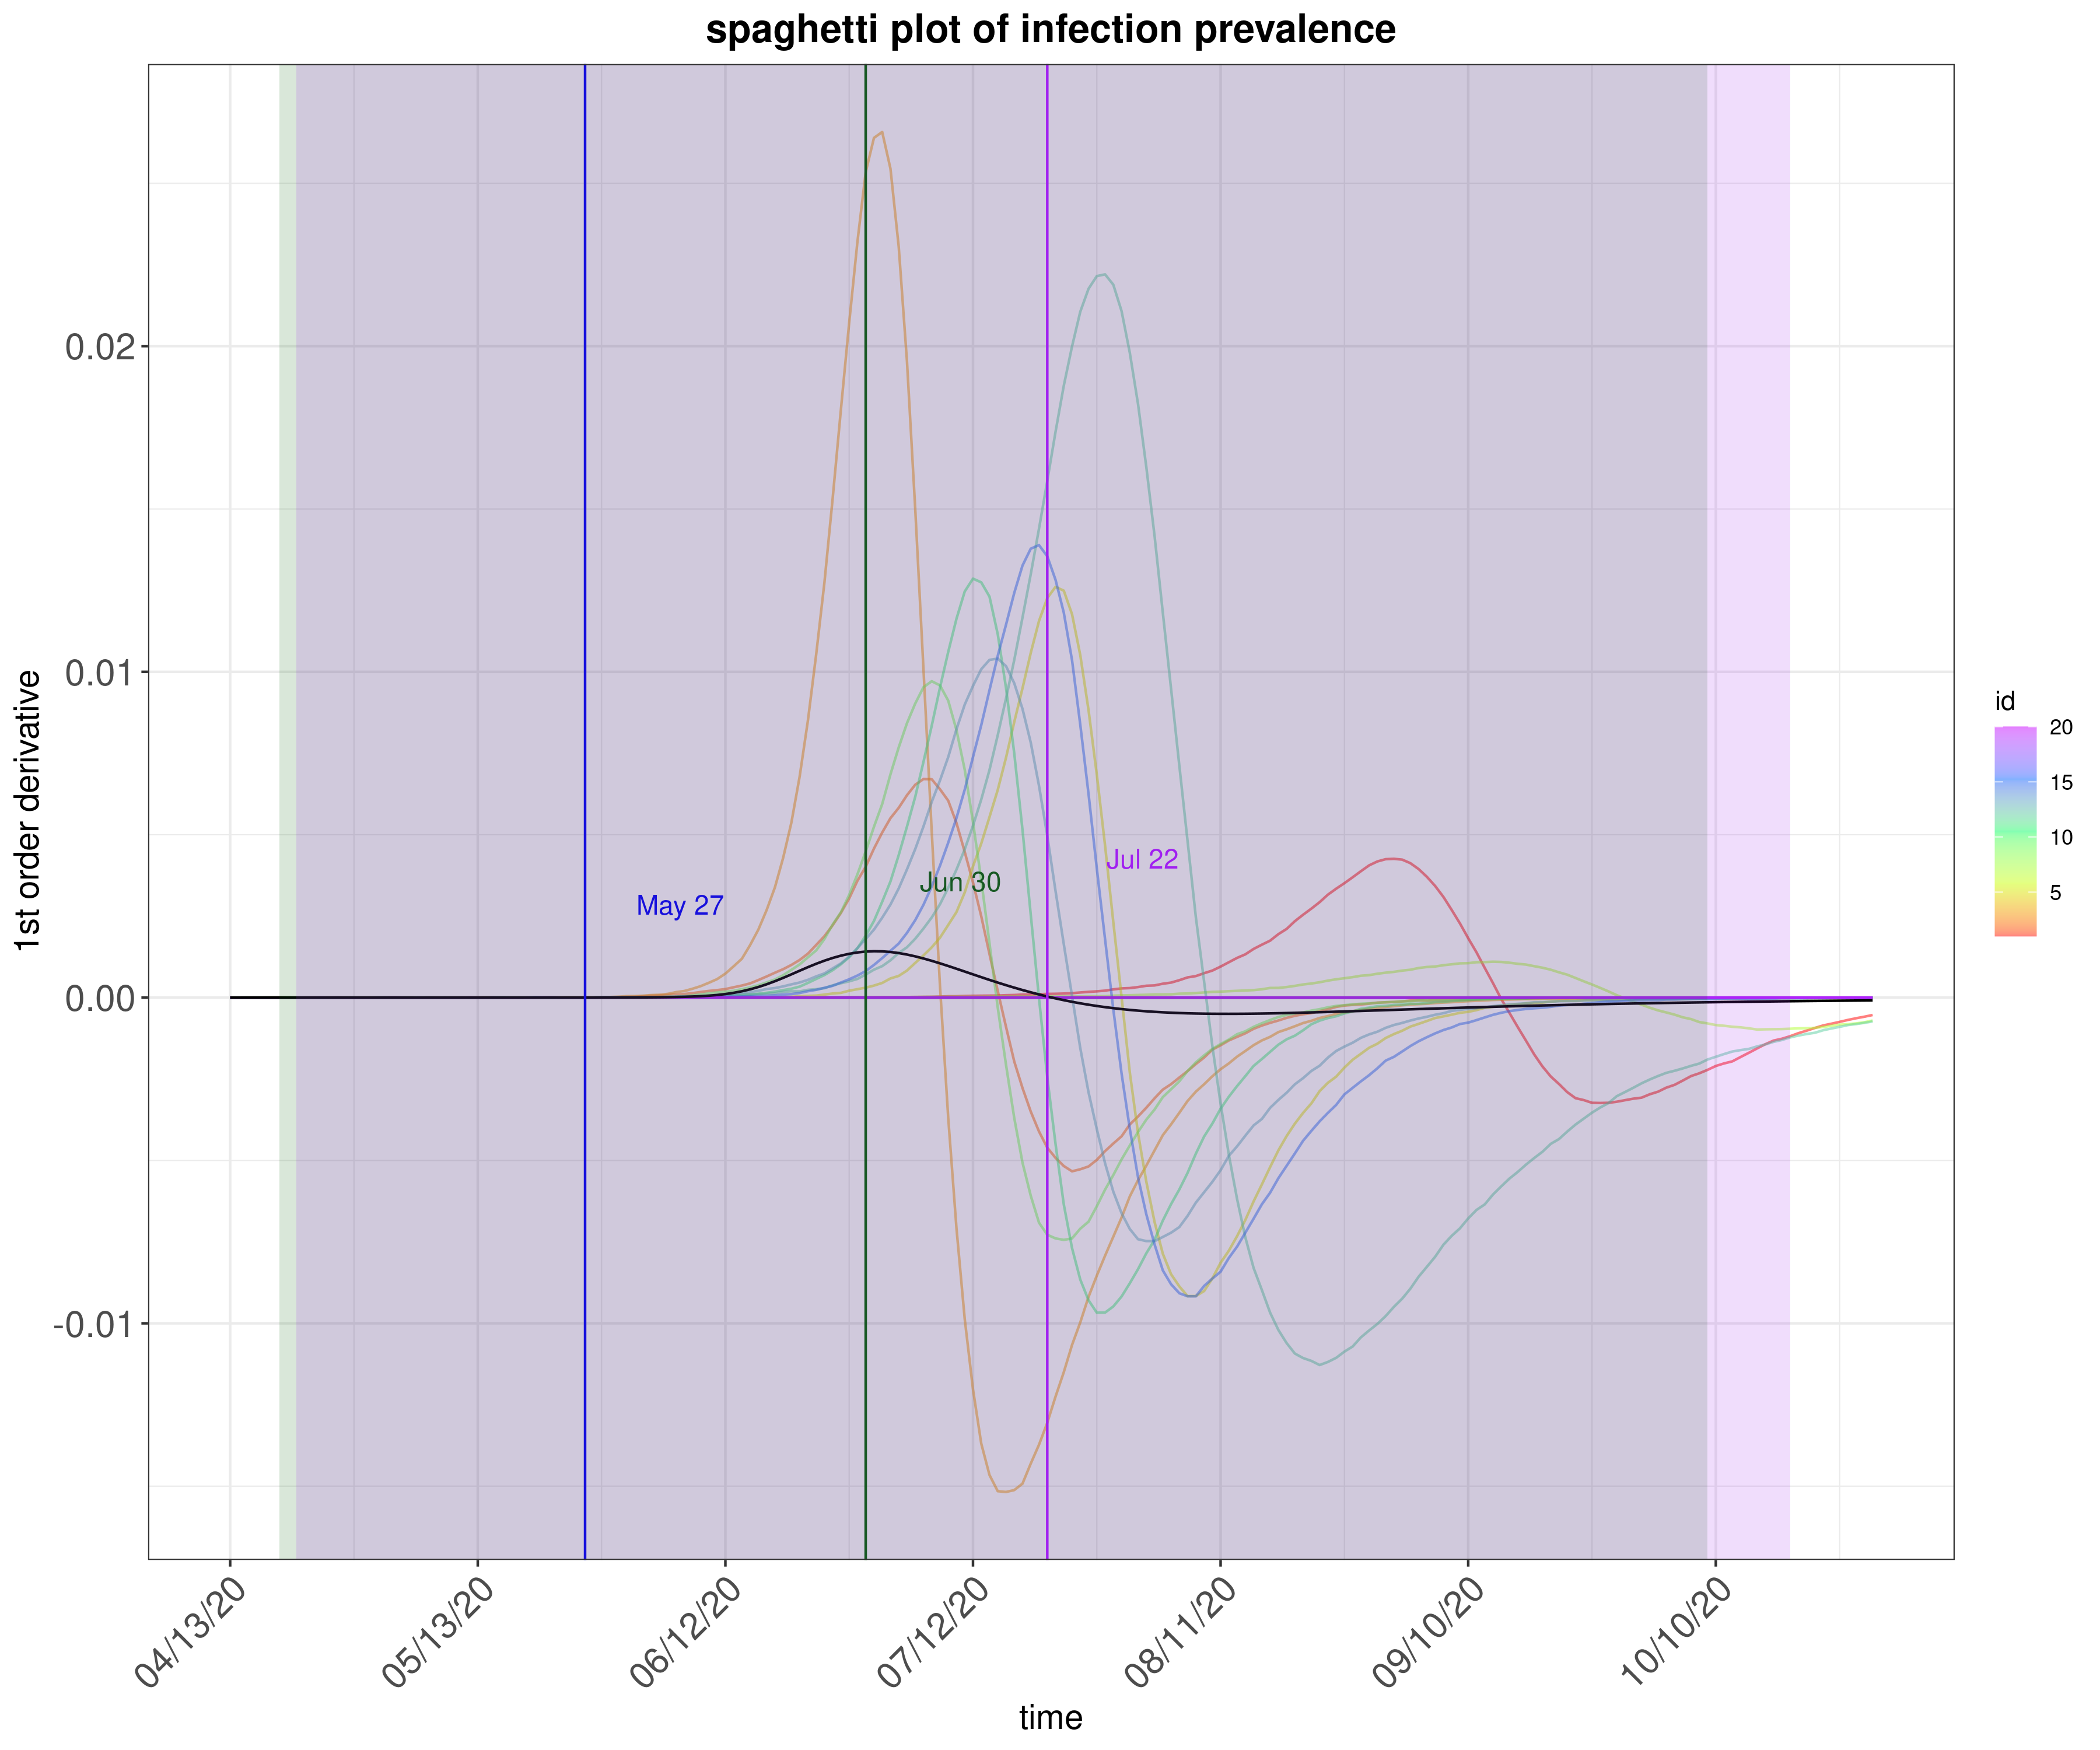 spaghetti plot of infection prevalence
1st order derivative
0.02
0.01
0.00
-0.01
May 27
Jun 30
Jul 22
id
20
15
10
5
04/13/20
05/13/20
06/12/20
07/12/20
08/11/20
09/10/20
10/10/20
time